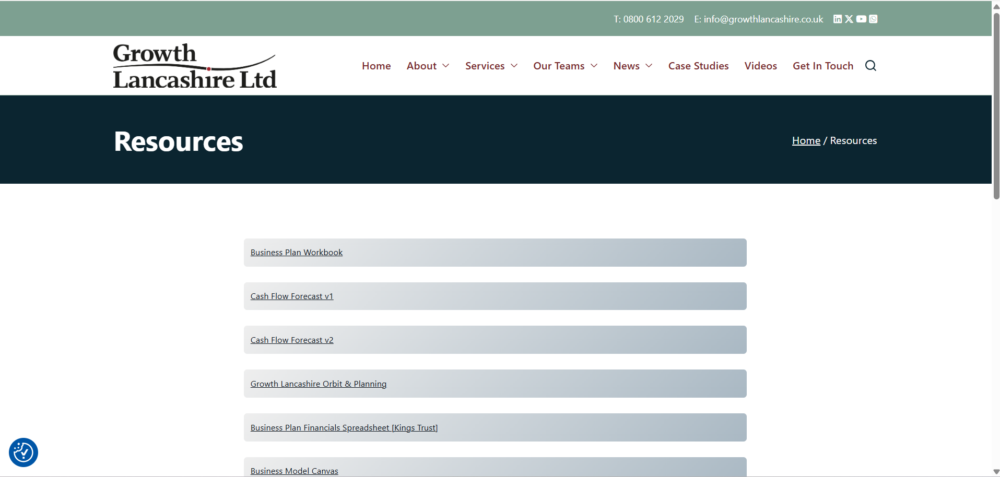 T: 0800 612 2029 E: info@growthlancashire.co.uk
Growth
Lancashire Ltd
Home About Services Our Teams News Case Studies Videos Get In Touch
Resources
Home / Resources
Business Plan Workbook
Cash Flow Forecast v1
Cash Flow Forecast v2
Growth Lancashire Orbit & Planning
Business Plan Financials Spreadsheet [Kings Trust]
Business Model Canvas